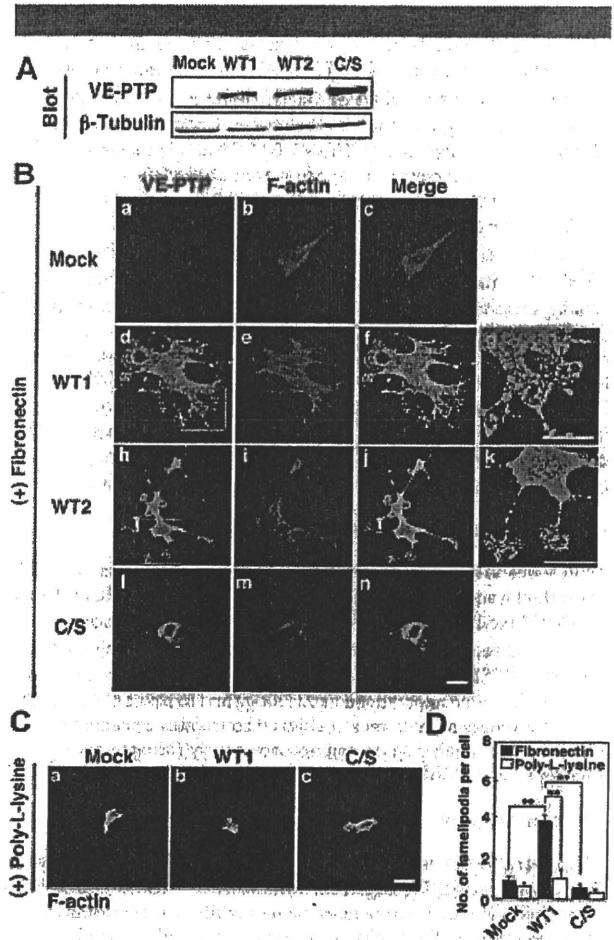 A
Mock WT1 WT2 C/S
Blot
VE-PTP
β-Tubulin
B
VE-PTP F-actin Merge
(+) Fibronectin
Mock
a b c
WT1
d e f g
WT2
h i j k
C/S
l m n
C
Mock WT1 C/S
(+) Poly-L-lysine
a b c
F-actin
D
No. of lamelipodia per cell
8
6
4
2
0
Fibronectin
Poly-L-lysine
**
** **
Mock WT1 C/S